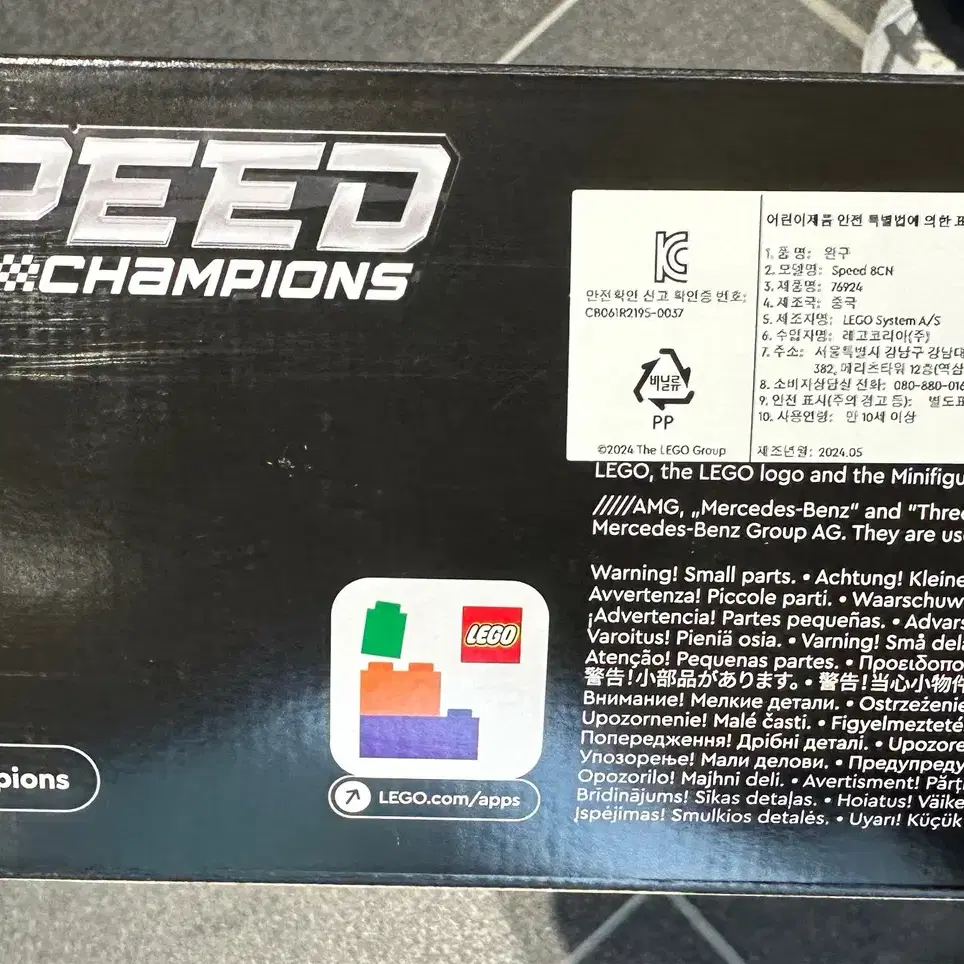 PEED
CHAMPIONS
KC
안전확인 신고 확인증 번호:
CB061R2195-0037
비닐류
PP
©2024 The LEGO Group
어린이제품 안전 특별법에 의한
1. 품 명: 완구
2. 모델명: Speed 8CN
3. 제품명: 76924
4. 제조국: 중국
5. 제조자명: LEGO System A/S
6. 수입자명: 레고코리아(주)
7. 주소: 서울특별시 강남구 강남대
382, 메리츠타워 12층(역삼
8. 소비자상담실 전화: 080-880-016
9. 안전 표시(주의 경고 등): 별도표
10. 사용연령: 만 10세 이상
제조년월: 2024.05
LEGO, the LEGO logo and the Minifigu
/////AMG, „Mercedes-Benz“ and "Three
Mercedes-Benz Group AG. They are us
Warning! Small parts. • Achtung! Kleine
Avvertenza! Piccole parti. • Waarschuw
¡Advertencia! Partes pequeñas. • Advars
Varoitus! Pieniä osia. • Varning! Små del
Atenção! Pequenas partes. • Προειδοπο
警告!小部品があります。• 警告!当心小物件
Внимание! Мелкие детали. • Ostrzeżenie
Upozornenie! Malé časti. • Figyelmezteté
Попередження! Дрібні деталі. • Upozore
Упозорење! Мали делови. • Предупреду
Opozorilo! Majhni deli. • Avertisment! Părţ
Brīdinājums! Sīkas detaļas. • Hoiatus! Väike
Įspėjimas! Smulkios detalės. • Uyarı! Küçük
LEGO
pions
LEGO.com/apps